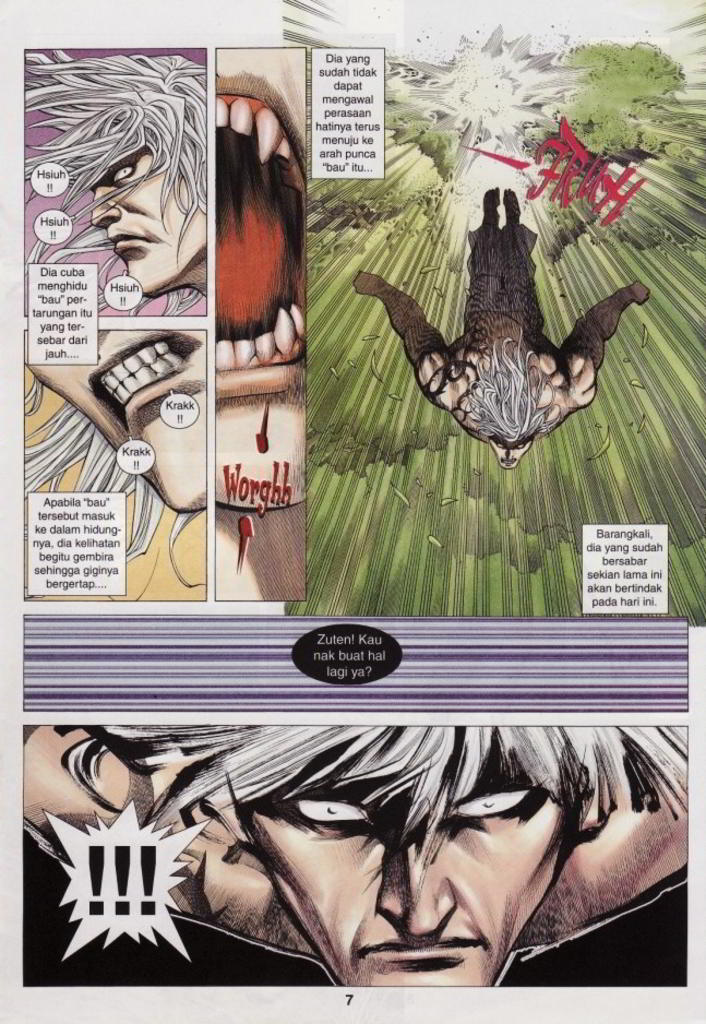 Hsiuh
!!
Hsiuh
!!
Hsiuh
!!
Dia cuba
menghidu
“bau” per-
tarungan itu
yang ter-
sebar dari
jauh....
Krakk
!!
Krakk
!!
Apabila “bau”
tersebut masuk
ke dalam hidung-
nya, dia kelihatan
begitu gembira
sehingga giginya
bergertap....
Worghh
Dia yang
sudah tidak
dapat
mengawal
perasaan
hatinya terus
menuju ke
arah punca
“bau” itu...
FRUUH
Barangkali,
dia yang sudah
bersabar
sekian lama ini
akan bertindak
pada hari ini.
Zuten! Kau
nak buat hal
lagi ya?
!!!
7